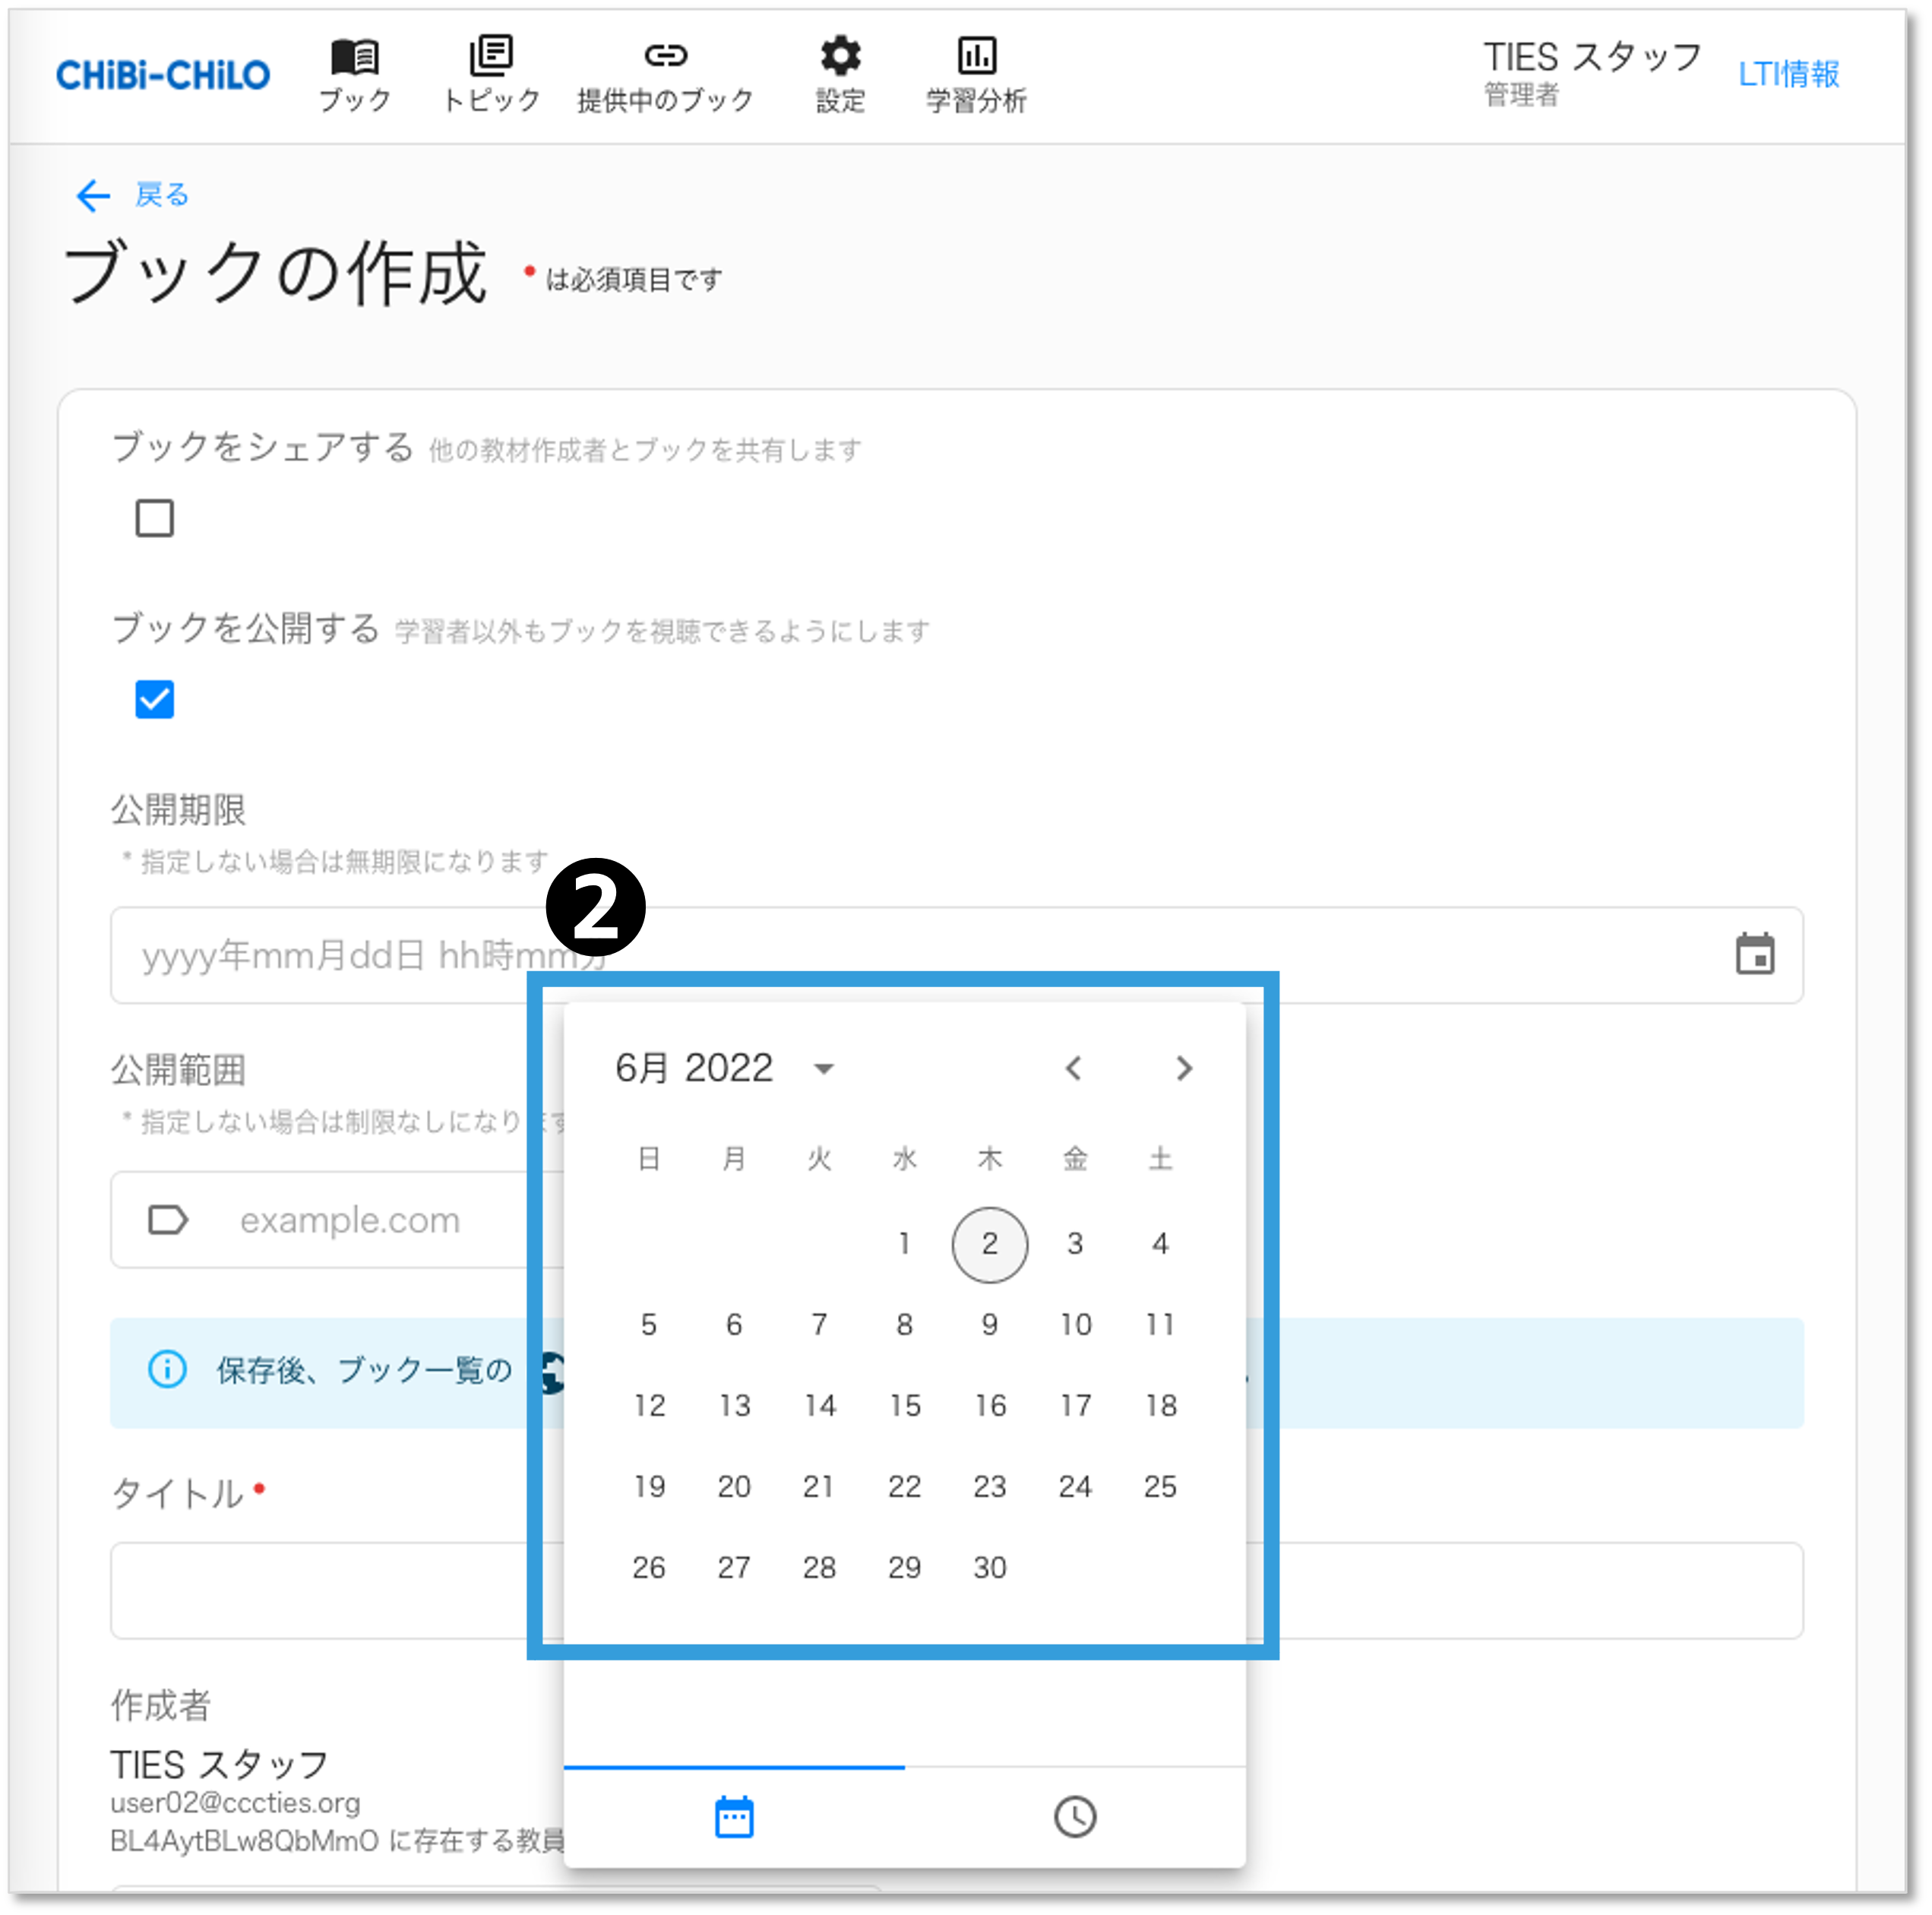 CHiBi-CHiLO
ブック
トピック
提供中のブック
設定
学習分析
TIES スタッフ
管理者
LTI情報
戻る
ブックの作成 • は必須項目です
ブックをシェアする 他の教材作成者とブックを共有します
ブックを公開する 学習者以外もブックを視聴できるようにします
公開期限
* 指定しない場合は無期限になります
2
yyyy年mm月dd日 hh時mm分
公開範囲
* 指定しない場合は制限なしになります
example.com
保存後、ブック一覧の
タイトル •
作成者
TIES スタッフ
user02@cccties.org
BL4AytBLw8QbMmO に存在する教員
6月 2022
日 月 火 水 木 金 土
1 2 3 4
5 6 7 8 9 10 11
12 13 14 15 16 17 18
19 20 21 22 23 24 25
26 27 28 29 30